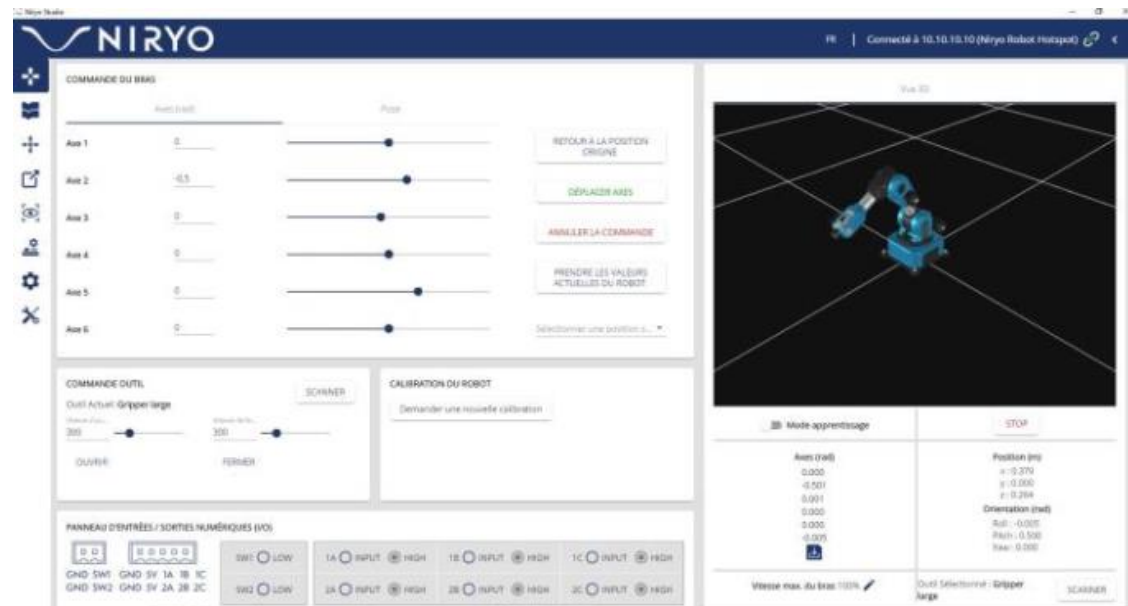 Niryo Studio
NIRYO
FR | Connecté à 10.10.10.10 (Niryo Robot Hotspot)
COMMANDE DU BRAS
Axes (rad) Pose
Axe 1 0
Axe 2 -0,5
Axe 3 0
Axe 4 0
Axe 5 0
Axe 6 0
RETOUR À LA POSITION
ORIGINE
DÉPLACER AXES
ANNULER LA COMMANDE
PRENDRE LES VALEURS
ACTUELLES DU ROBOT
Sélectionner une position
COMMANDE OUTIL
SCANNER
Outil Actuel: Gripper large
300 300
OUVRIR FERMER
CALIBRATION DU ROBOT
Demander une nouvelle calibration
PANNEAU D'ENTRÉES / SORTIES NUMÉRIQUES (I/O)
GND SW1 GND 5V 1A 1B 1C
GND SW2 GND 5V 2A 2B 2C
SW1 LOW 1A INPUT HIGH 1B INPUT HIGH 1C INPUT HIGH
SW2 LOW 2A INPUT HIGH 2B INPUT HIGH 2C INPUT HIGH
Vue 3D
Mode apprentissage
STOP
Axes (rad)
0.000
-0.501
0.001
0.000
0.000
-0.005
Position (m)
x : 0.379
y : 0.000
z : 0.264
Orientation (rad)
Roll : -0.005
Pitch : 0.500
Yaw : 0.000
Vitesse max. du bras 100%
Outil Sélectionné : Gripper
large
SCANNER